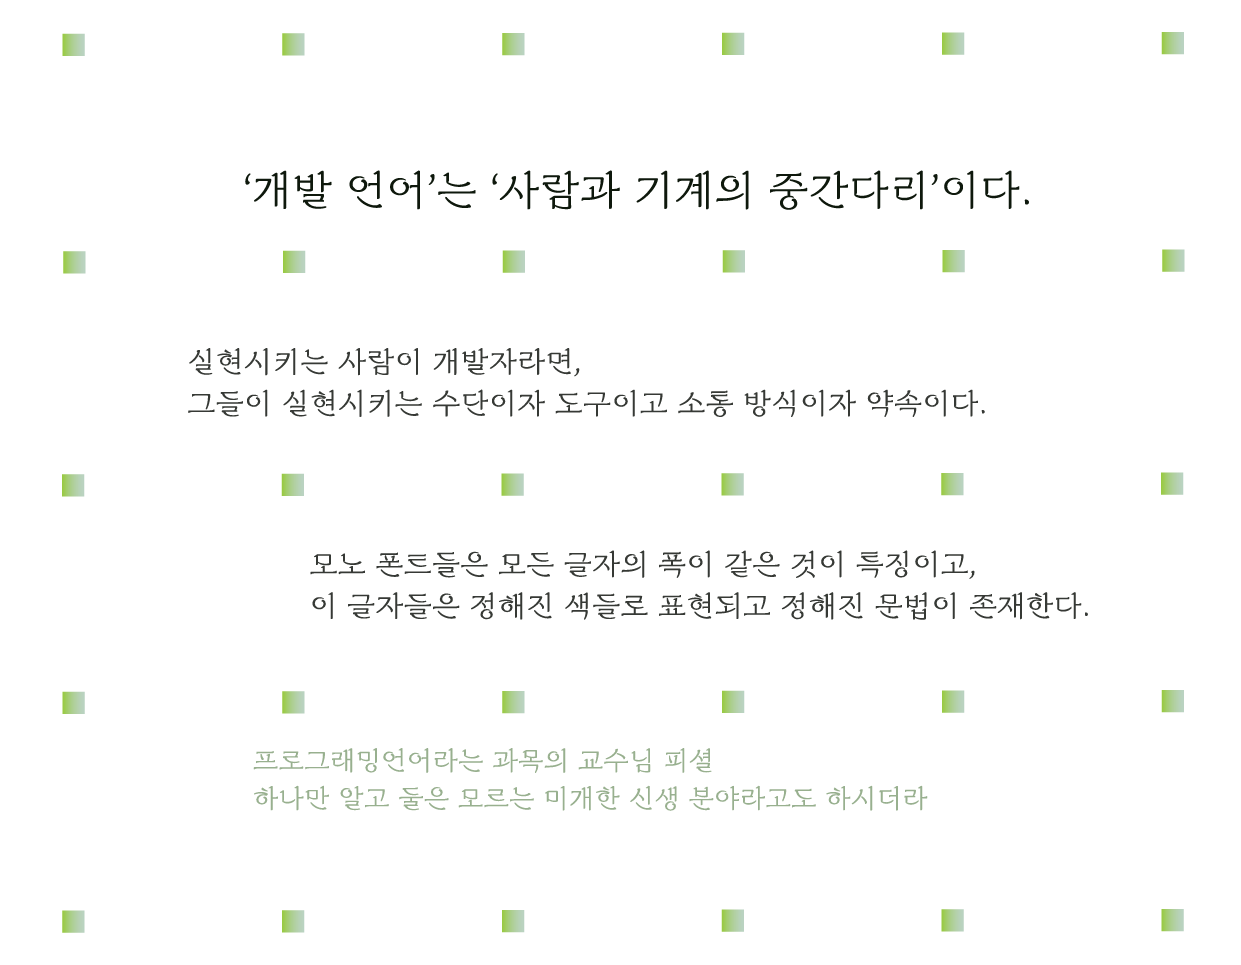 ‘개발 언어’는 ‘사람과 기계의 중간다리’이다.
실현시키는 사람이 개발자라면,
그들이 실현시키는 수단이자 도구이고 소통 방식이자 약속이다.
모노 폰트들은 모든 글자의 폭이 같은 것이 특징이고,
이 글자들은 정해진 색들로 표현되고 정해진 문법이 존재한다.
프로그래밍언어라는 과목의 교수님 피셜
하나만 알고 둘은 모르는 미개한 신생 분야라고도 하시더라